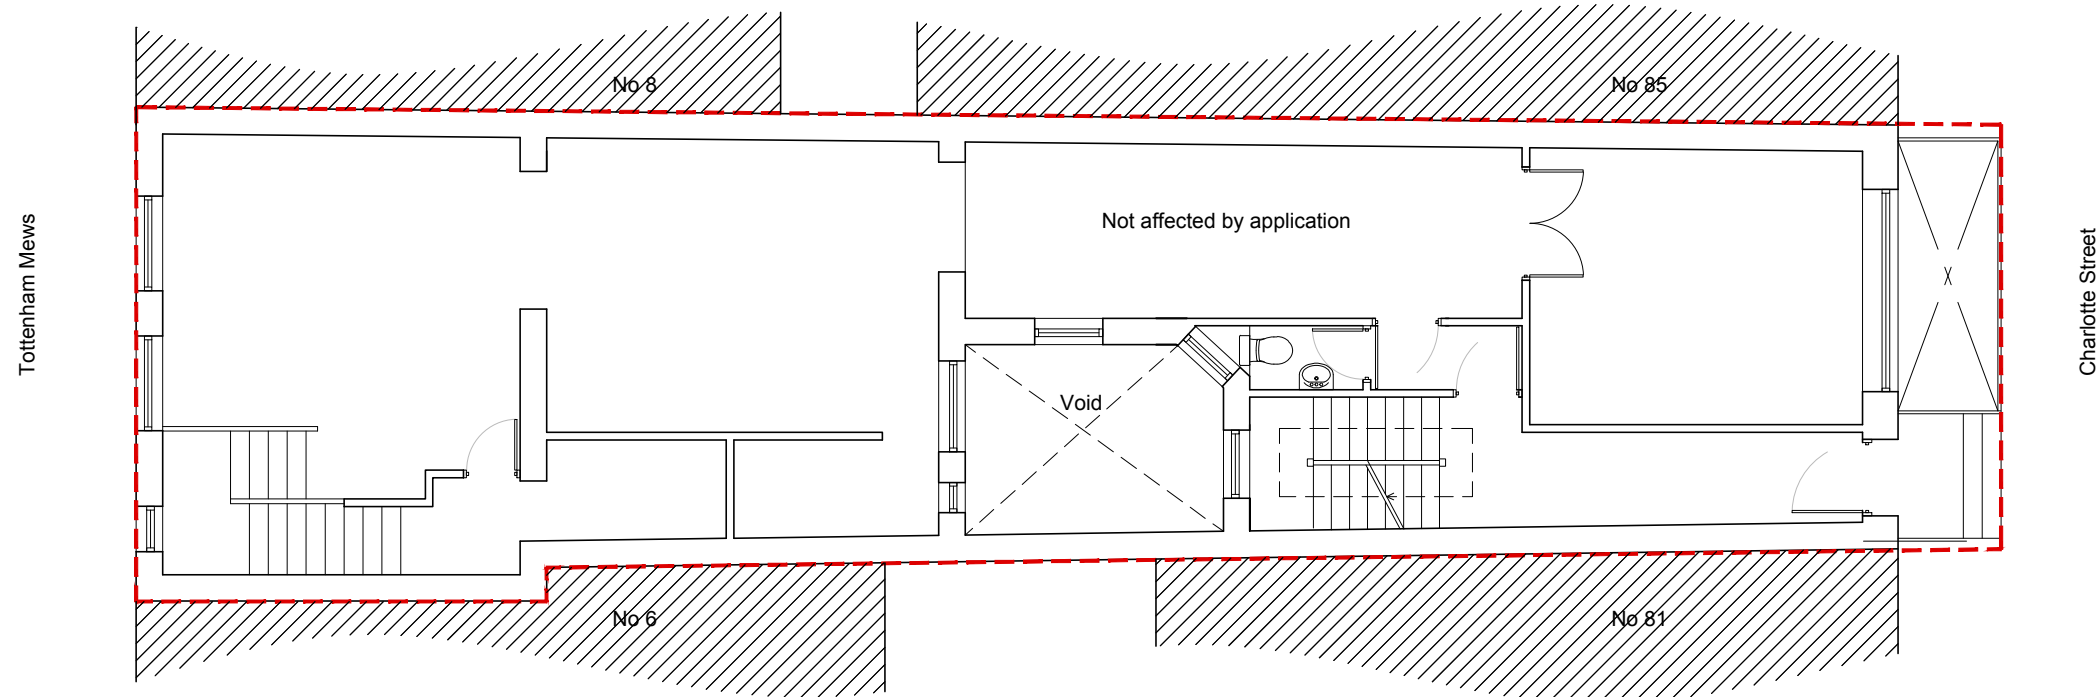 No 8
No 85
Tottenham Mews
Not affected by application
Charlotte Street
Void
No 6
No 81